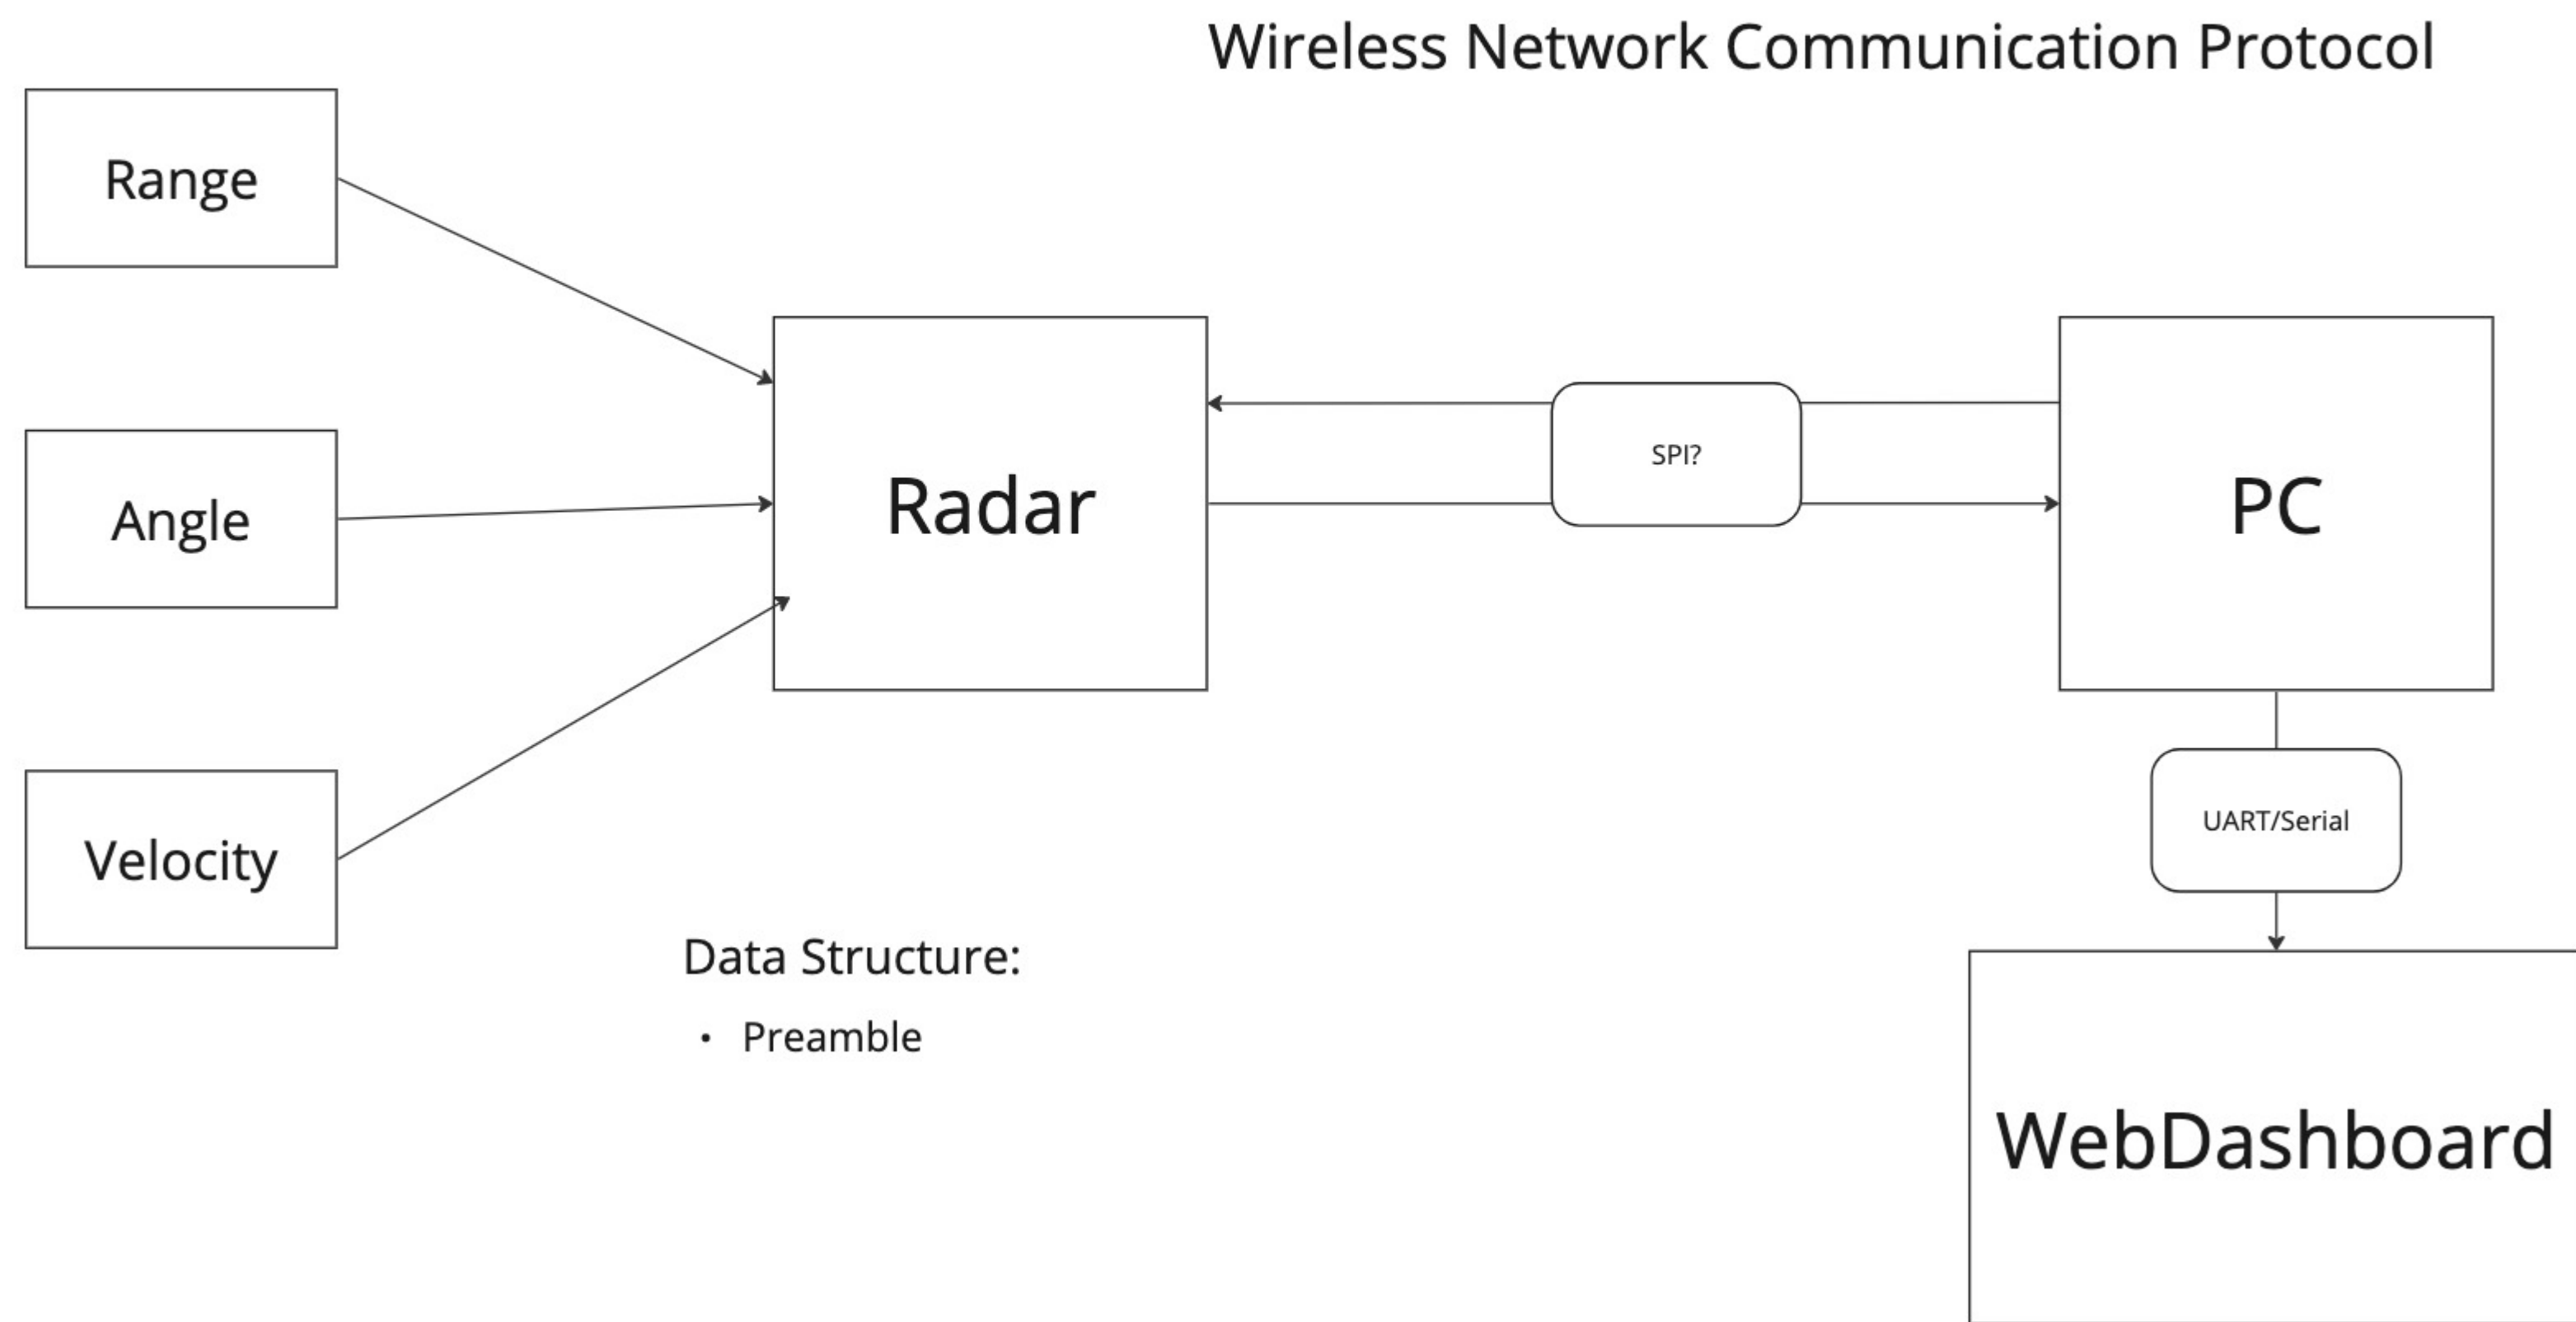 Wireless Network Communication Protocol
Range
Angle
Velocity
Radar
SPI?
PC
UART/Serial
WebDashboard
Data Structure:
• Preamble